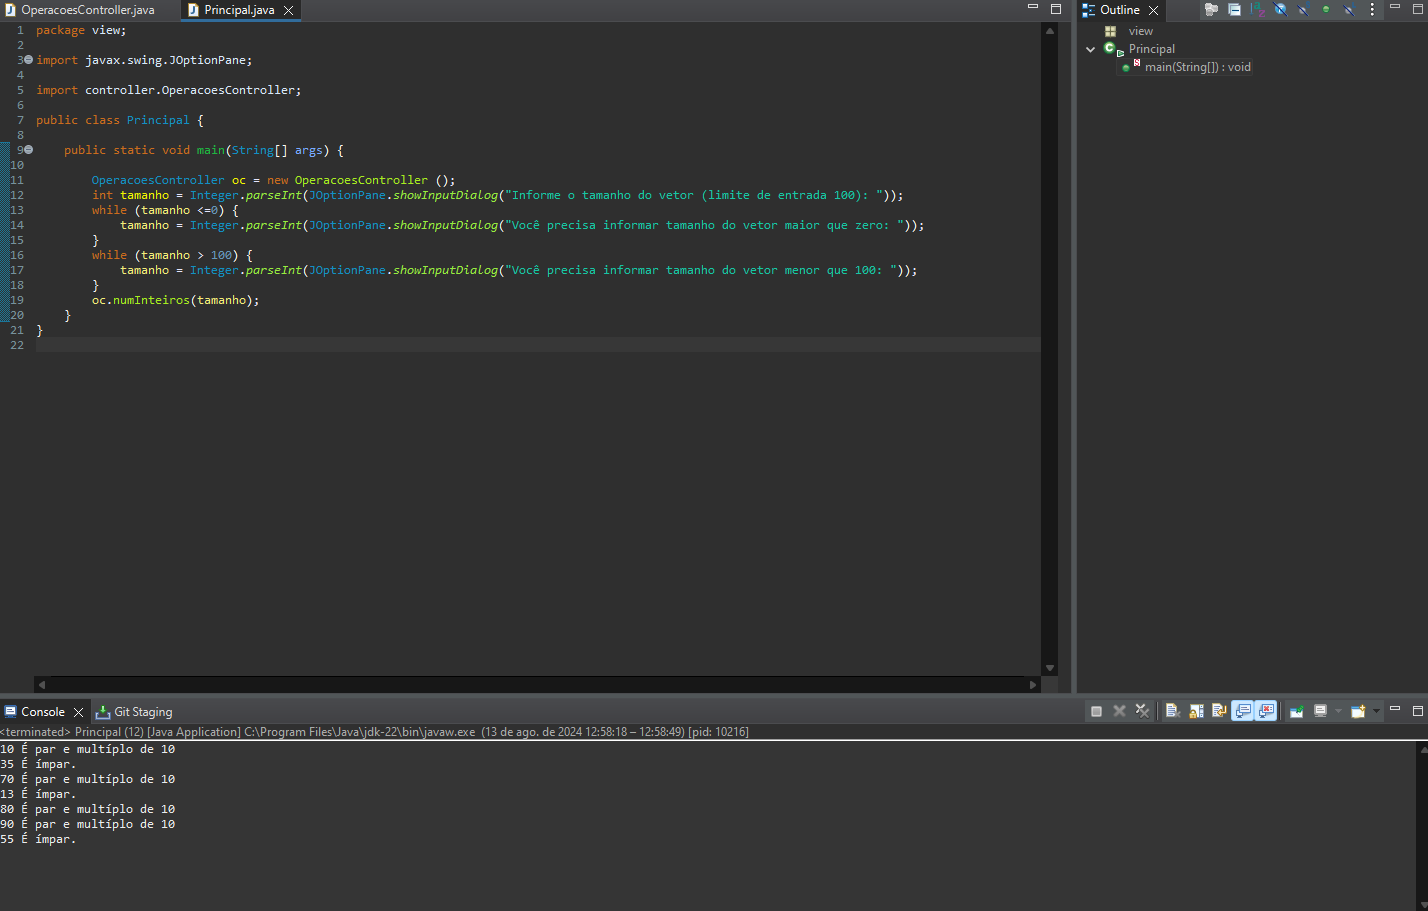 OperacoesController.java
Principal.java
1 package view;
2
3 import javax.swing.JOptionPane;
4
5 import controller.OperacoesController;
6
7 public class Principal {
8
9 public static void main(String[] args) {
10
11 OperacoesController oc = new OperacoesController ();
12 int tamanho = Integer.parseInt(JOptionPane.showInputDialog("Informe o tamanho do vetor (limite de entrada 100): "));
13 while (tamanho <=0) {
14 tamanho = Integer.parseInt(JOptionPane.showInputDialog("Você precisa informar tamanho do vetor maior que zero: "));
15 }
16 while (tamanho > 100) {
17 tamanho = Integer.parseInt(JOptionPane.showInputDialog("Você precisa informar tamanho do vetor menor que 100: "));
18 }
19 oc.numInteiros(tamanho);
20 }
21 }
22
Outline
view
Principal
main(String[]) : void
Console
Git Staging
<terminated> Principal (12) [Java Application] C:\Program Files\Java\jdk-22\bin\javaw.exe (13 de ago. de 2024 12:58:18 – 12:58:49) [pid: 10216]
10 É par e multíplo de 10
35 É ímpar.
70 É par e multíplo de 10
13 É ímpar.
80 É par e multíplo de 10
90 É par e multíplo de 10
55 É ímpar.